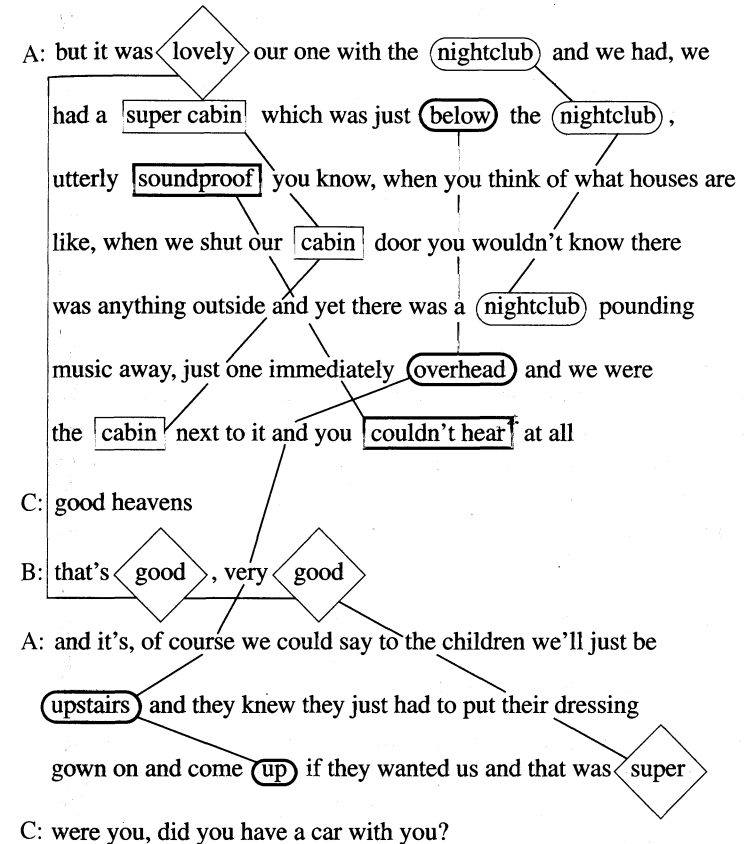 A: but it was lovely our one with the nightclub and we had, we
had a super cabin which was just below the nightclub,
utterly soundproof you know, when you think of what houses are
like, when we shut our cabin door you wouldn't know there
was anything outside and yet there was a nightclub pounding
music away, just one immediately overhead and we were
the cabin next to it and you couldn't hear at all
C: good heavens
B: that's good, very good
A: and it's, of course we could say to the children we'll just be
upstairs and they knew they just had to put their dressing
gown on and come up if they wanted us and that was super
C: were you, did you have a car with you?